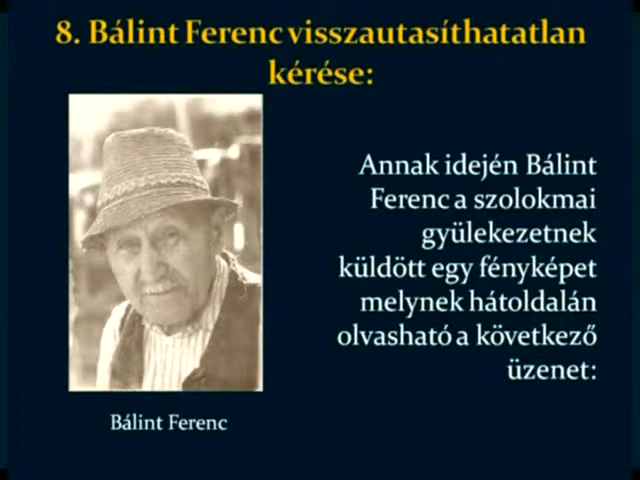 8. Bálint Ferenc visszautasíthatatlan
kérése:
Annak idején Bálint
Ferenc a szolokmai
gyülekezetnek
küldött egy fényképet
melynek hátoldalán
olvasható a következő
üzenet:
Bálint Ferenc